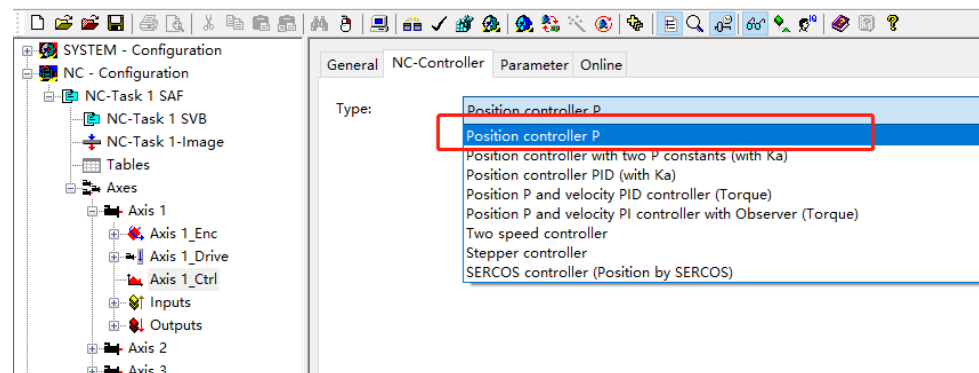 SYSTEM - Configuration
NC - Configuration
NC-Task 1 SAF
NC-Task 1 SVB
NC-Task 1-Image
Tables
Axes
Axis 1
Axis 1_Enc
Axis 1_Drive
Axis 1_Ctrl
Inputs
Outputs
Axis 2
Axis 3
General NC-Controller Parameter Online
Type: Position controller P
Position controller P
Position controller with two P constants (with Ka)
Position controller PID (with Ka)
Position P and velocity PID controller (Torque)
Position P and velocity PI controller with Observer (Torque)
Two speed controller
Stepper controller
SERCOS controller (Position by SERCOS)